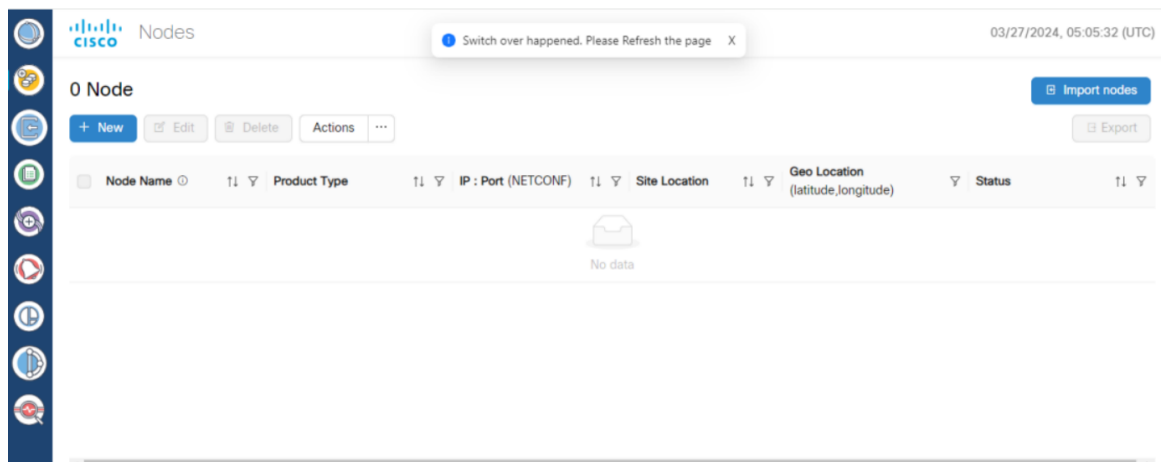 CISCO Nodes
Switch over happened. Please Refresh the page X
03/27/2024, 05:05:32 (UTC)
0 Node
Import nodes
+ New Edit Delete Actions ...
Export
Node Name Product Type IP : Port (NETCONF) Site Location Geo Location Status
(latitude,longitude)
No data